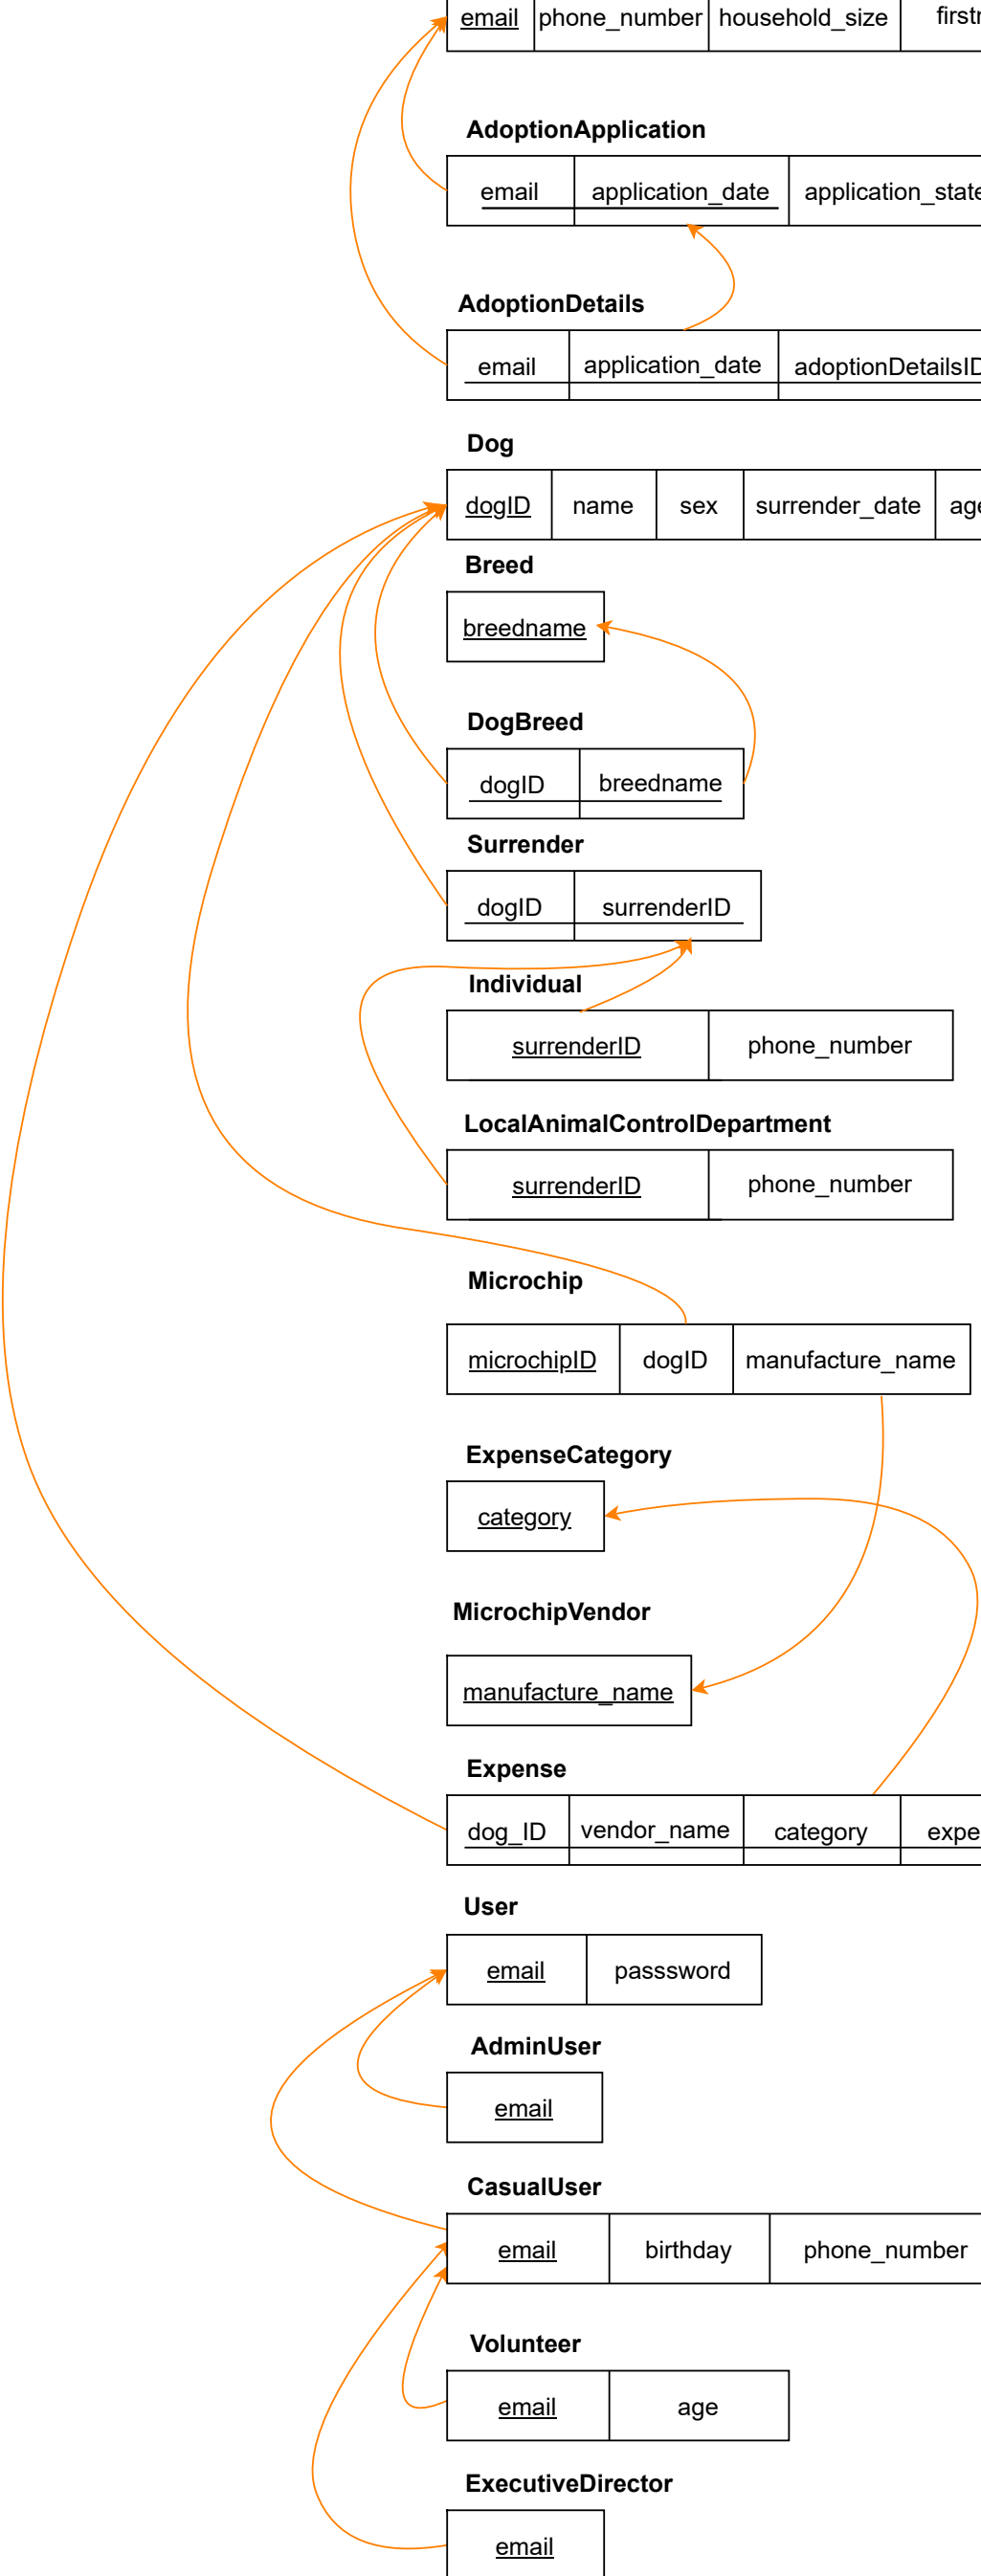 email phone_number household_size
AdoptionApplication
email application_date
AdoptionDetails
email application_date adoptionDetailsID
Dog
dogID name sex surrender_date
Breed
breedname
DogBreed
dogID breedname
Surrender
dogID surrenderID
Individual
surrenderID phone_number
LocalAnimalControlDepartment
surrenderID phone_number
Microchip
microchipID dogID manufacture_name
ExpenseCategory
category
MicrochipVendor
manufacture_name
Expense
dog_ID vendor_name category
User
email passsword
AdminUser
email
CasualUser
email birthday phone_number
Volunteer
email age
ExecutiveDirector
email